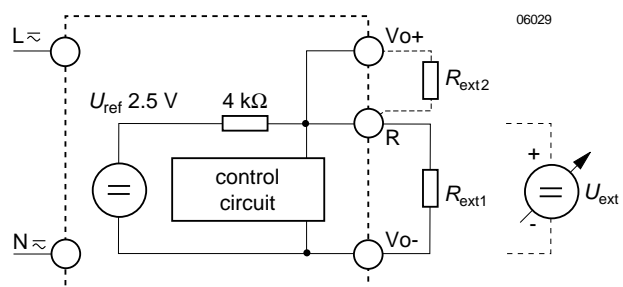 06029
L≂
Vo+
Rext2
Uref 2.5 V
4 kΩ
R
control
circuit
+
Rext1
Uext
-
N≂
Vo-